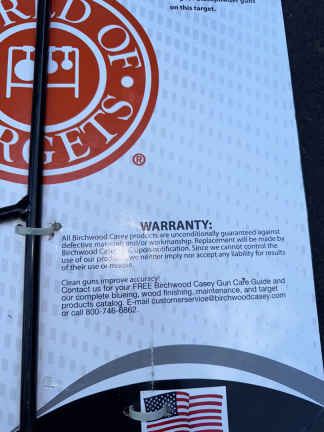 on this target.
WORLD OF
TARGETS
®
WARRANTY:
All Birchwood Casey products are unconditionally guaranteed against
defective material and/or workmanship. Replacement will be made by
Birchwood Casey upon notification. Since we cannot control the
use of our products, we neither imply nor accept any liability for results
of their use or misuse.
Clean guns improve accuracy!
Contact us for your FREE Birchwood Casey Gun Care Guide and
our complete blueing, wood finishing, maintenance, and target
products catalog. E-mail customerservice@birchwoodcasey.com
or call 800-746-6862.